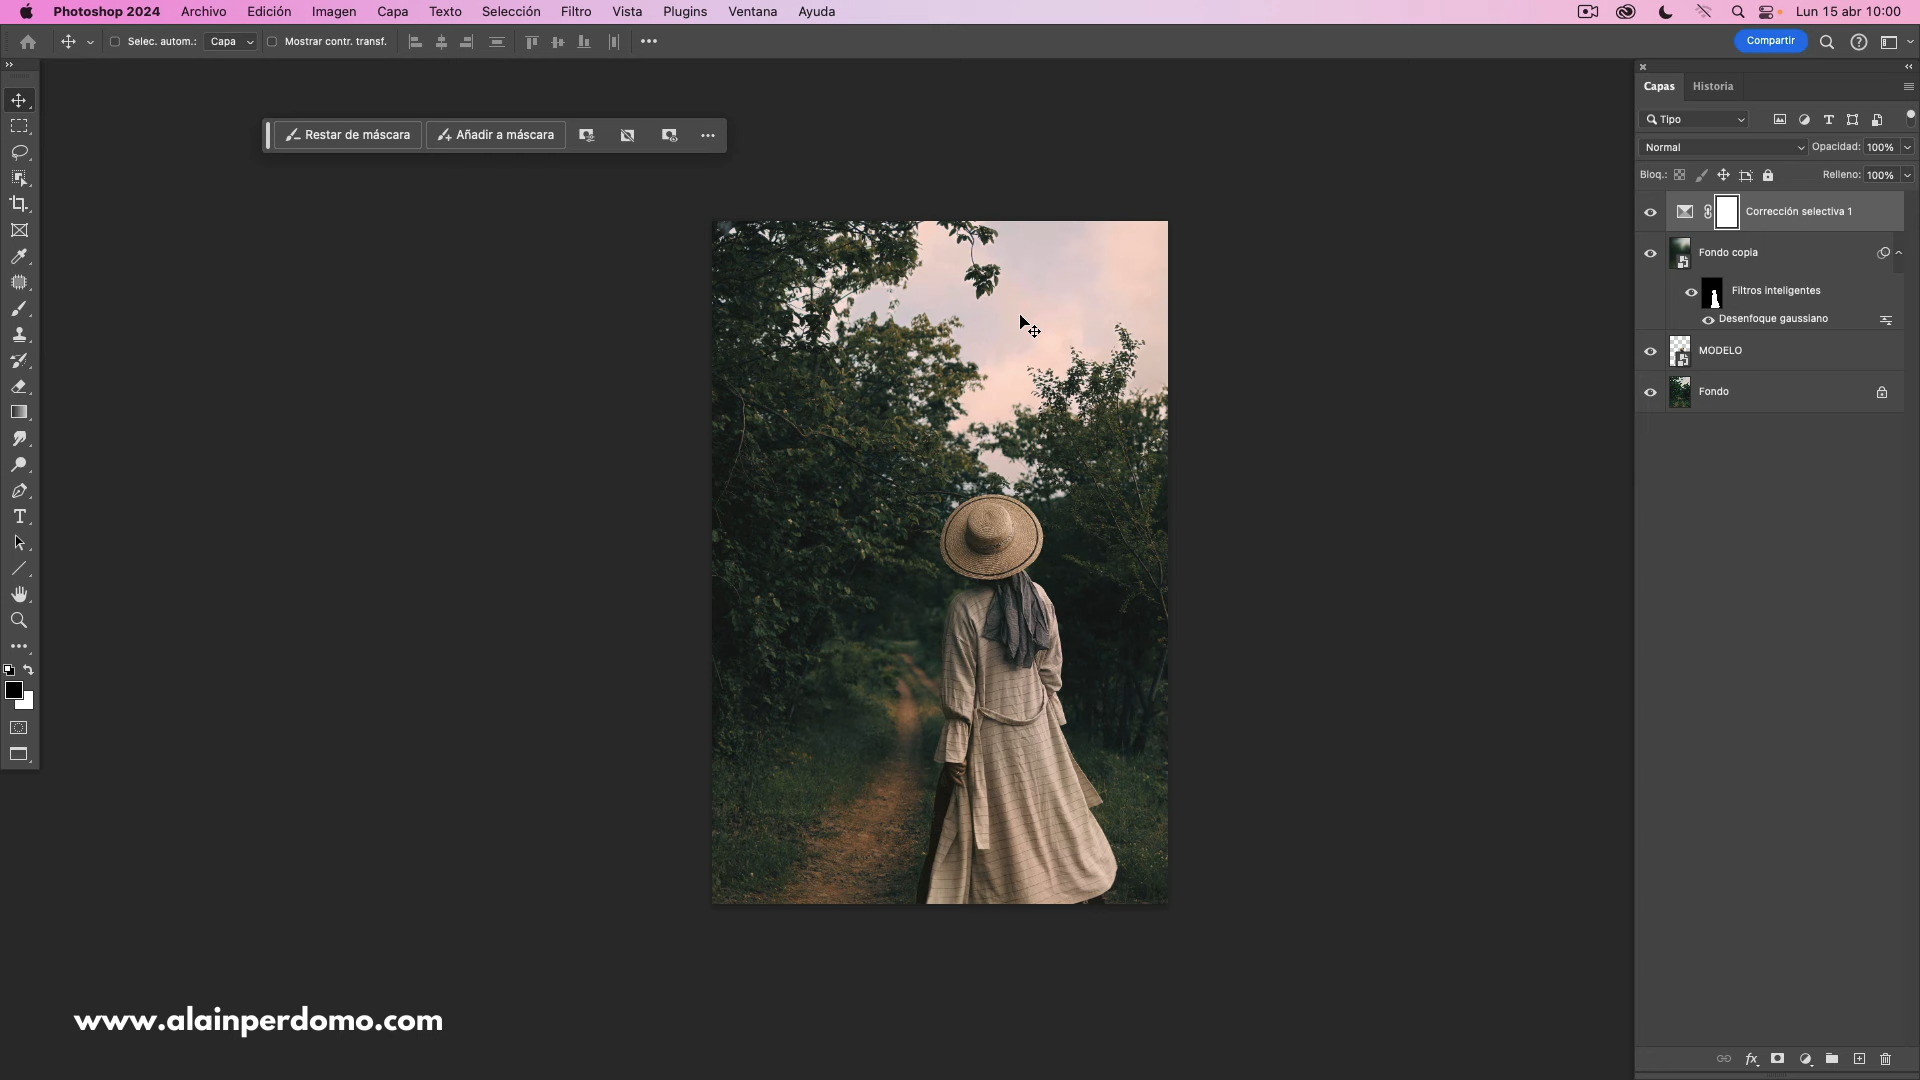 Photoshop 2024 Archivo Edición Imagen Capa Texto Selección Filtro Vista Plugins Ventana Ayuda Lun 15 abr 10:00
Selec. autom.: Capa Mostrar contr. transf. Compartir
Capas Historia
Tipo
Restar de máscara Añadir a máscara
Normal Opacidad: 100%
Bloq.: Relleno: 100%
Corrección selectiva 1
Fondo copia
Filtros inteligentes
Desenfoque gaussiano
MODELO
Fondo
www.alainperdomo.com